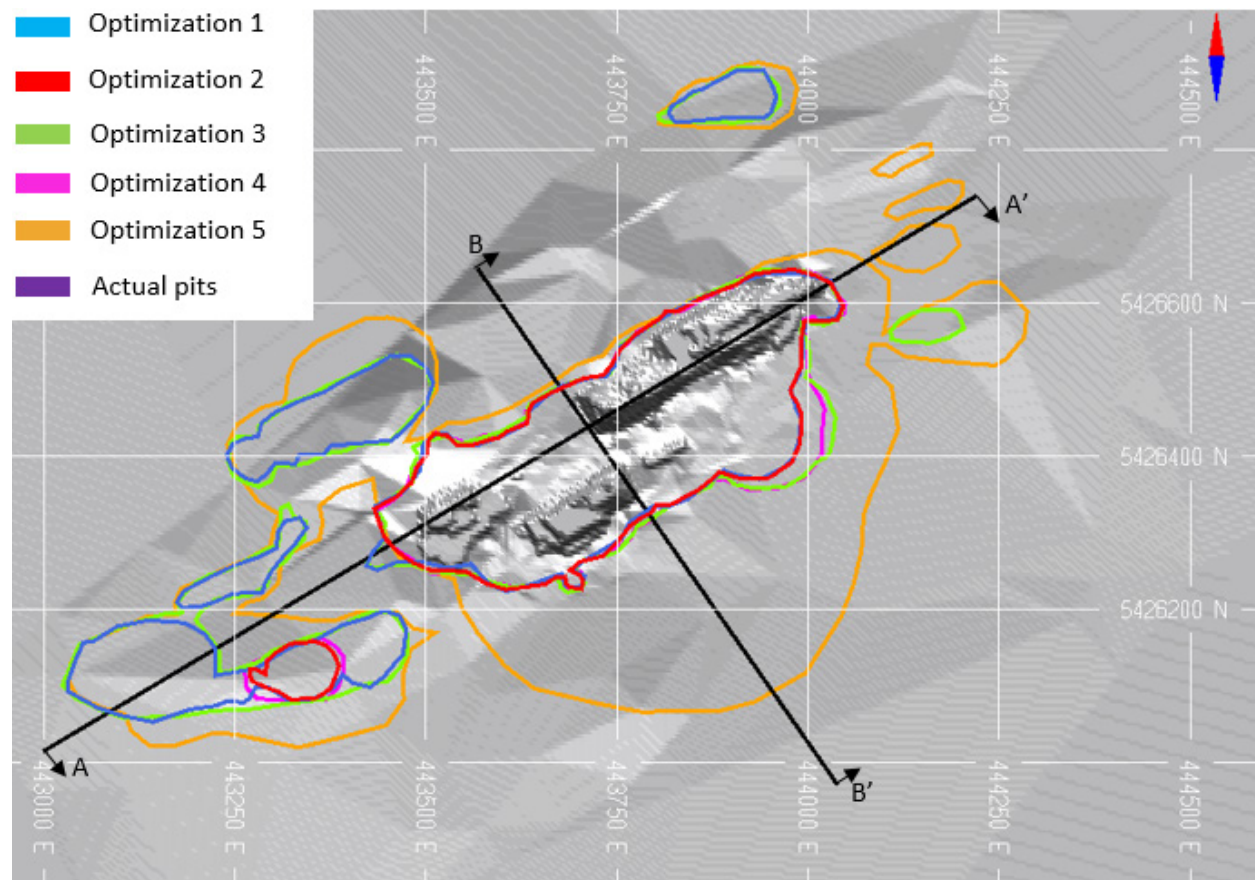 Optimization 1
Optimization 2
Optimization 3
Optimization 4
Optimization 5
Actual pits
443500 E
443750 E
444000 E
444250 E
444500 E
A’
B
5426600 N
5426400 N
5426200 N
A
B’
443000 E
443250 E
443500 E
443750 E
444000 E
444250 E
444500 E